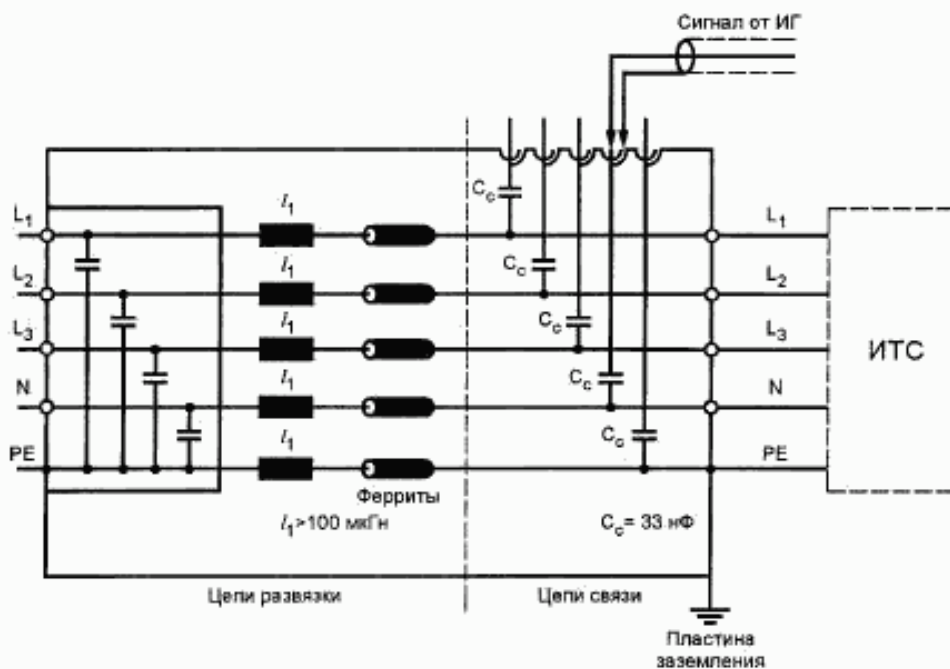 Сигнал от ИГ
Cc
L1
l1
L1
L2
l1
Cc
L2
L3
l1
Cc
L3
ИТС
N
l1
Cc
N
PE
l1
Cc
PE
Ферриты
l1>100 мкГн
Cc= 33 нФ
Цепи развязки
Цепи связи
Пластина
заземления